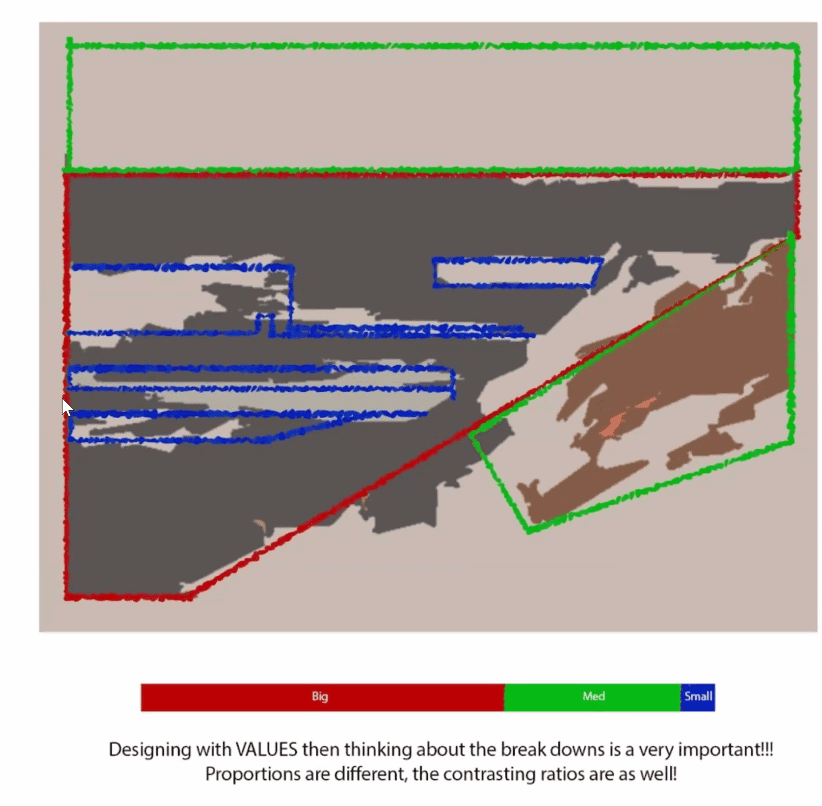 Big Med Small
Designing with VALUES then thinking about the break downs is a very important!!!
Proportions are different, the contrasting ratios are as well!